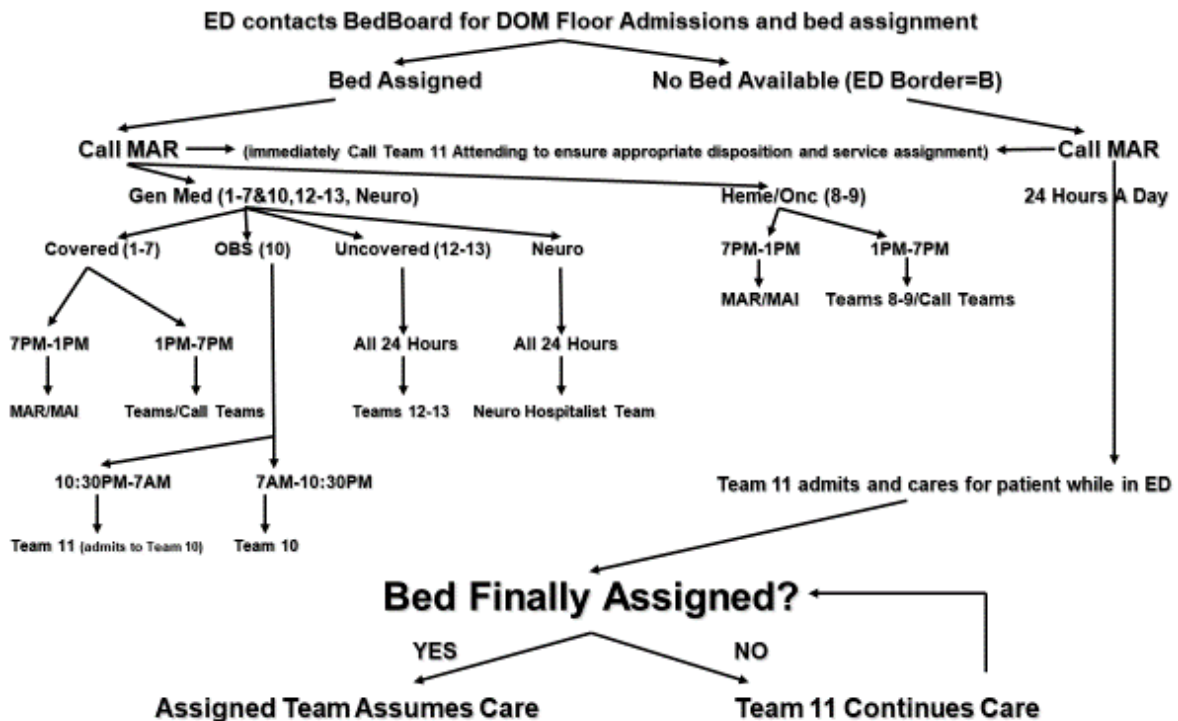 ED contacts BedBoard for DOM Floor Admissions and bed assignment
Bed Assigned
No Bed Available (ED Border=B)
Call MAR
(immediately Call Team 11 Attending to ensure appropriate disposition and service assignment)
Call MAR
Gen Med (1-7&10,12-13, Neuro)
Heme/Onc (8-9)
24 Hours A Day
Covered (1-7)
OBS (10)
Uncovered (12-13)
Neuro
7PM-1PM
1PM-7PM
MAR/MAI
Teams 8-9/Call Teams
7PM-1PM
1PM-7PM
All 24 Hours
All 24 Hours
MAR/MAI
Teams/Call Teams
Teams 12-13
Neuro Hospitalist Team
10:30PM-7AM
7AM-10:30PM
Team 11 admits and cares for patient while in ED
Team 11 (admits to Team 10)
Team 10
Bed Finally Assigned?
YES
NO
Assigned Team Assumes Care
Team 11 Continues Care